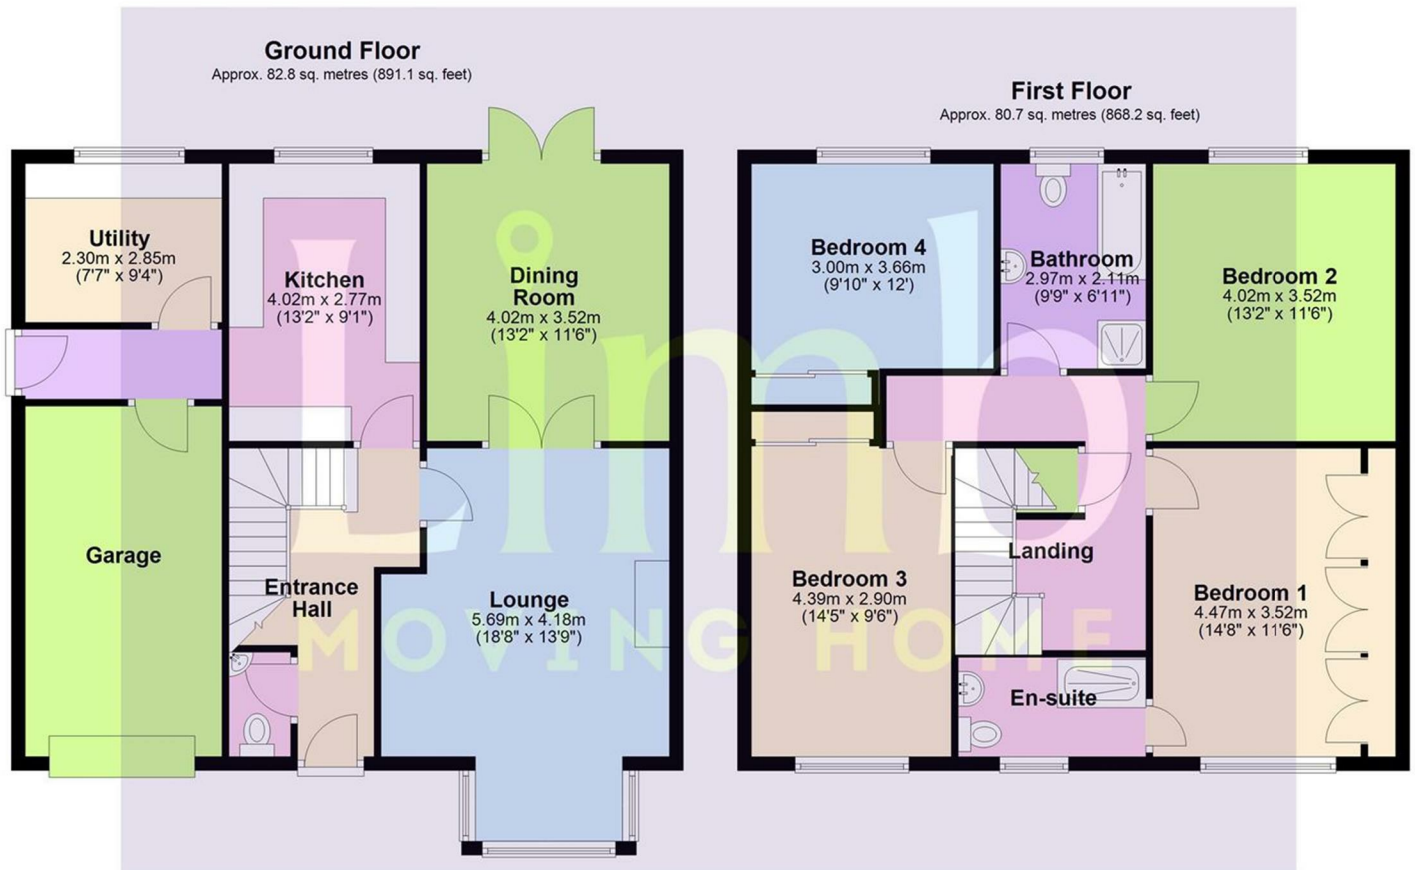 Ground Floor
Approx. 82.8 sq. metres (891.1 sq. feet)
First Floor
Approx. 80.7 sq. metres (868.2 sq. feet)
Utility
2.30m x 2.85m
(7'7" x 9'4")
Kitchen
4.02m x 2.77m
(13'2" x 9'1")
Dining
Room
4.02m x 3.52m
(13'2" x 11'6")
Garage
Entrance
Hall
Lounge
5.69m x 4.18m
(18'8" x 13'9")
Bedroom 4
3.00m x 3.66m
(9'10" x 12')
Bathroom
2.97m x 2.11m
(9'9" x 6'11")
Bedroom 2
4.02m x 3.52m
(13'2" x 11'6")
Landing
Bedroom 3
4.39m x 2.90m
(14'5" x 9'6")
Bedroom 1
4.47m x 3.52m
(14'8" x 11'6")
En-suite
Limb
MOVING HOME